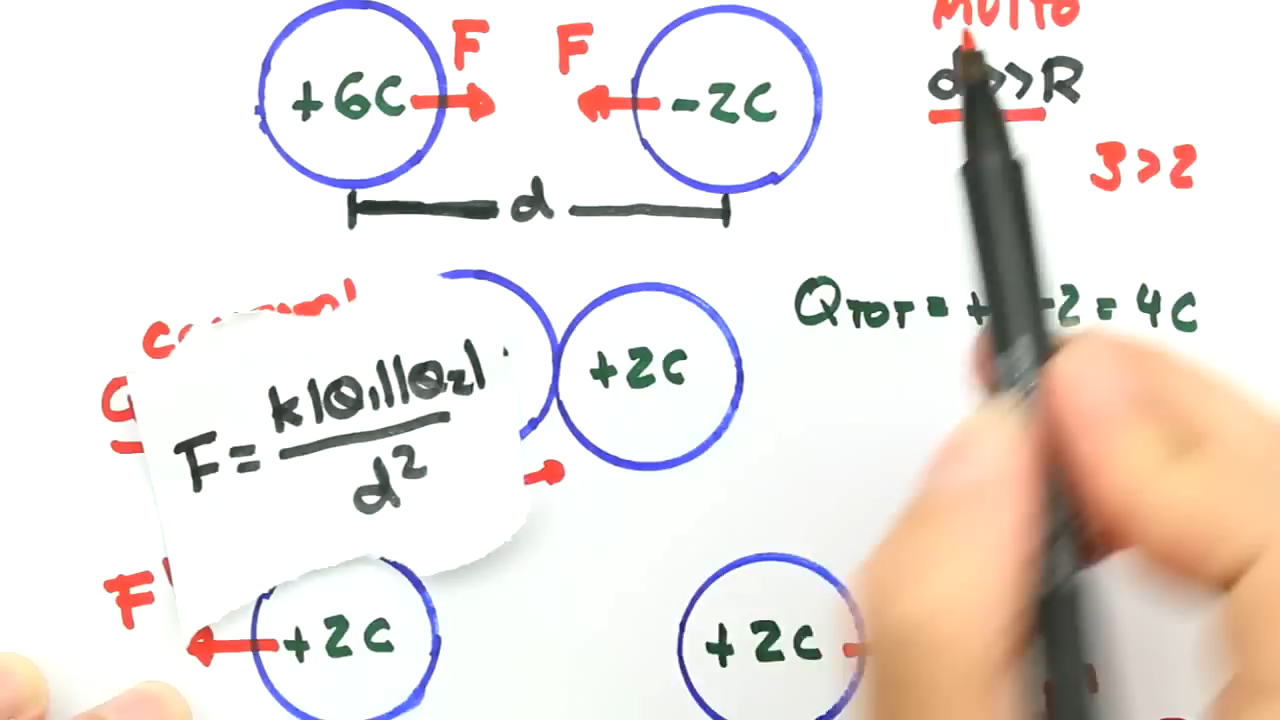 MUITO
F F
+6C -2C d>>R
3>2
d
QTOT = + -2 = 4C
+2C
F = k|Q1||Q2| / d²
F
+2C +2C